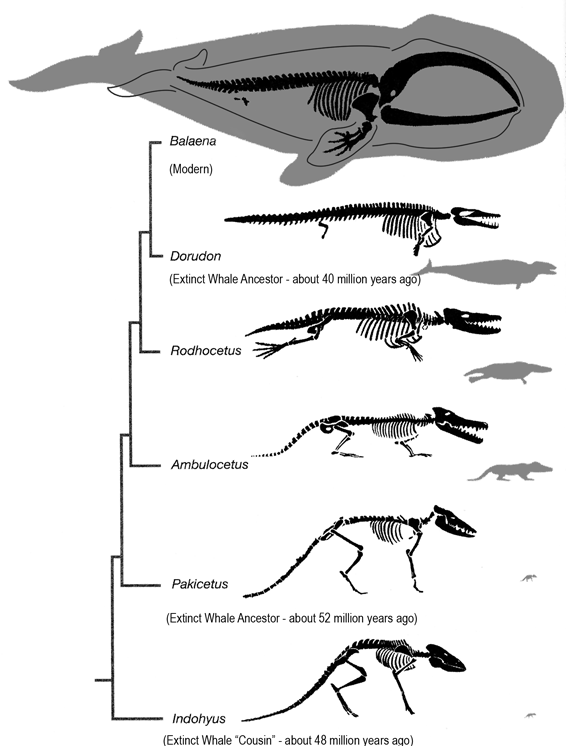 Balaena
(Modern)
Dorudon
(Extinct Whale Ancestor - about 40 million years ago)
Rodhocetus
Ambulocetus
Pakicetus
(Extinct Whale Ancestor - about 52 million years ago)
Indohyus
(Extinct Whale “Cousin” - about 48 million years ago)